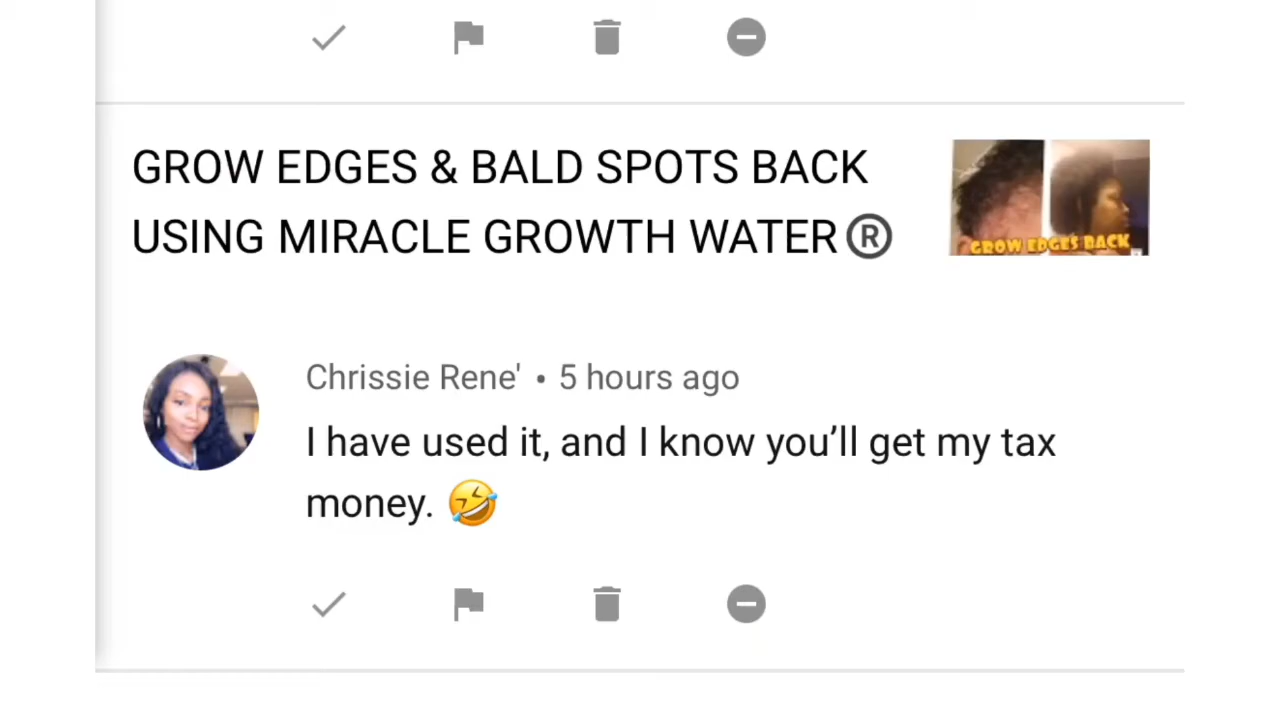 GROW EDGES & BALD SPOTS BACK
USING MIRACLE GROWTH WATER®
GROW EDGES BACK
Chrissie Rene' • 5 hours ago
I have used it, and I know you’ll get my tax
money. 🤣